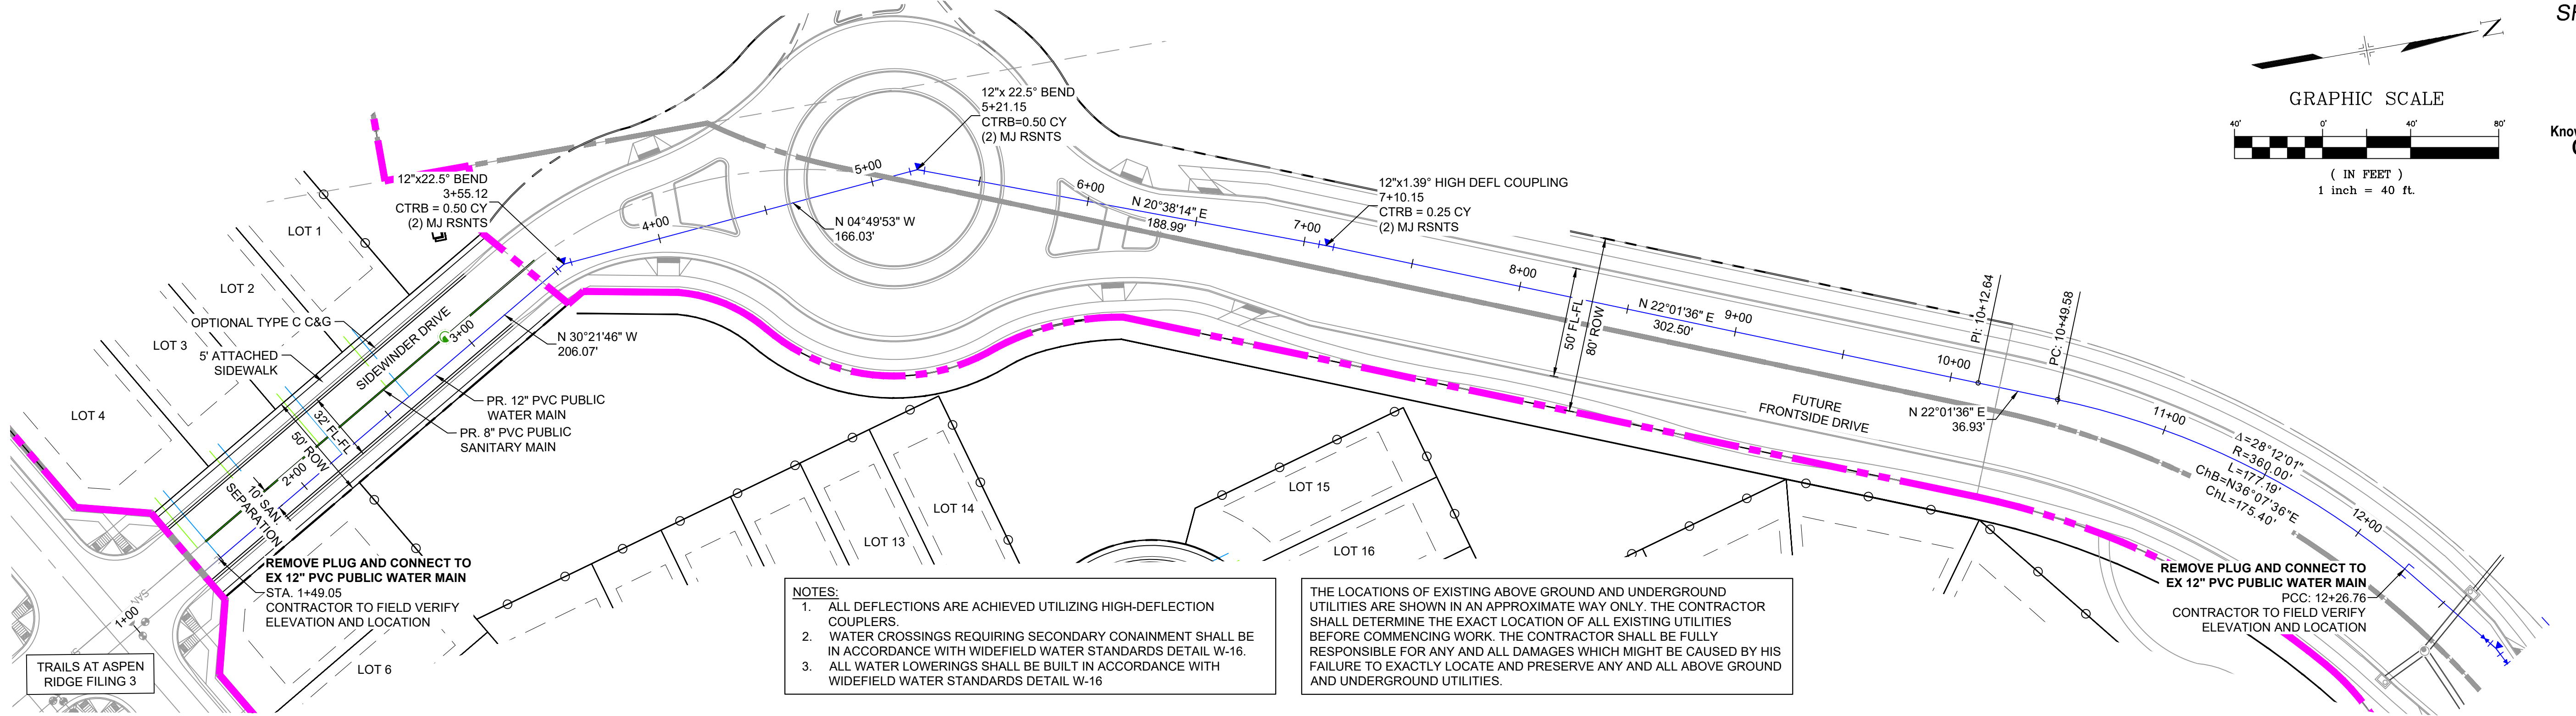 SH
Know
GRAPHIC SCALE
N
40'
0'
40'
80'
( IN FEET )
1 inch = 40 ft.
12"x 22.5° BEND
5+21.15
CTRB=0.50 CY
(2) MJ RSNTS
12"x22.5° BEND
3+55.12
CTRB = 0.50 CY
(2) MJ RSNTS
12"x1.39° HIGH DEFL COUPLING
7+10.15
CTRB = 0.25 CY
(2) MJ RSNTS
5+00
4+00
N 04°49'53" W
166.03'
6+00
N 20°38'14" E
188.99'
7+00
8+00
N 22°01'36" E
302.50'
9+00
10+00
PI: 10+12.64
PC: 10+49.58
50' FL-FL
80' ROW
FUTURE
FRONTSIDE DRIVE
N 22°01'36" E
36.93'
11+00
Δ=28°12'01"
R=360.00'
L=177.19'
ChB=N36°07'36"E
ChL=175.40'
12+00
LOT 1
LOT 2
OPTIONAL TYPE C C&G
LOT 3
5' ATTACHED
SIDEWALK
SIDEWINDER DRIVE
3+00
N 30°21'46" W
206.07'
LOT 4
PR. 12" PVC PUBLIC
WATER MAIN
PR. 8" PVC PUBLIC
SANITARY MAIN
32' FL-FL
50' ROW
2+00
10' SAN.
SEPARATION
REMOVE PLUG AND CONNECT TO
EX 12" PVC PUBLIC WATER MAIN
STA. 1+49.05
CONTRACTOR TO FIELD VERIFY
ELEVATION AND LOCATION
SAN
1+00
TRAILS AT ASPEN
RIDGE FILING 3
LOT 6
LOT 13
LOT 14
LOT 15
LOT 16
NOTES:
1. ALL DEFLECTIONS ARE ACHIEVED UTILIZING HIGH-DEFLECTION
COUPLERS.
2. WATER CROSSINGS REQUIRING SECONDARY CONAINMENT SHALL BE
IN ACCORDANCE WITH WIDEFIELD WATER STANDARDS DETAIL W-16.
3. ALL WATER LOWERINGS SHALL BE BUILT IN ACCORDANCE WITH
WIDEFIELD WATER STANDARDS DETAIL W-16
THE LOCATIONS OF EXISTING ABOVE GROUND AND UNDERGROUND
UTILITIES ARE SHOWN IN AN APPROXIMATE WAY ONLY. THE CONTRACTOR
SHALL DETERMINE THE EXACT LOCATION OF ALL EXISTING UTILITIES
BEFORE COMMENCING WORK. THE CONTRACTOR SHALL BE FULLY
RESPONSIBLE FOR ANY AND ALL DAMAGES WHICH MIGHT BE CAUSED BY HIS
FAILURE TO EXACTLY LOCATE AND PRESERVE ANY AND ALL ABOVE GROUND
AND UNDERGROUND UTILITIES.
REMOVE PLUG AND CONNECT TO
EX 12" PVC PUBLIC WATER MAIN
PCC: 12+26.76
CONTRACTOR TO FIELD VERIFY
ELEVATION AND LOCATION